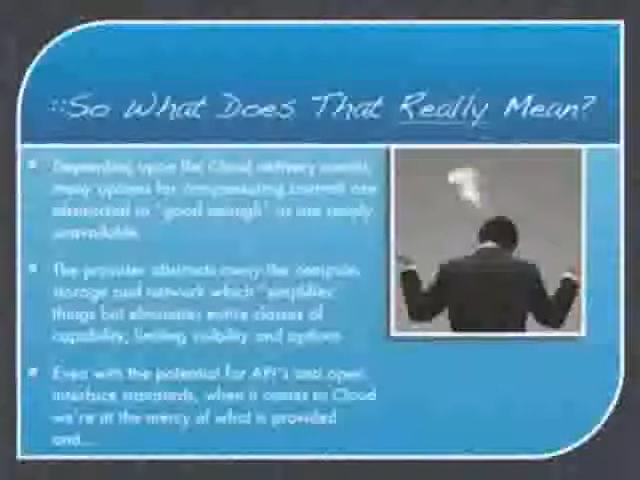 ::So What Does That Really Mean?
Depending upon the Cloud delivery model,
many options for compensating controls are
abstracted to "good enough" or are simply
unavailable
The provider abstracts away the compute,
storage and network which "simplifies"
things but eliminates entire classes of
capability, limiting visibility and options
Even with the potential for API's and open
interface standards, when it comes to Cloud
we're at the mercy of what is provided
and...